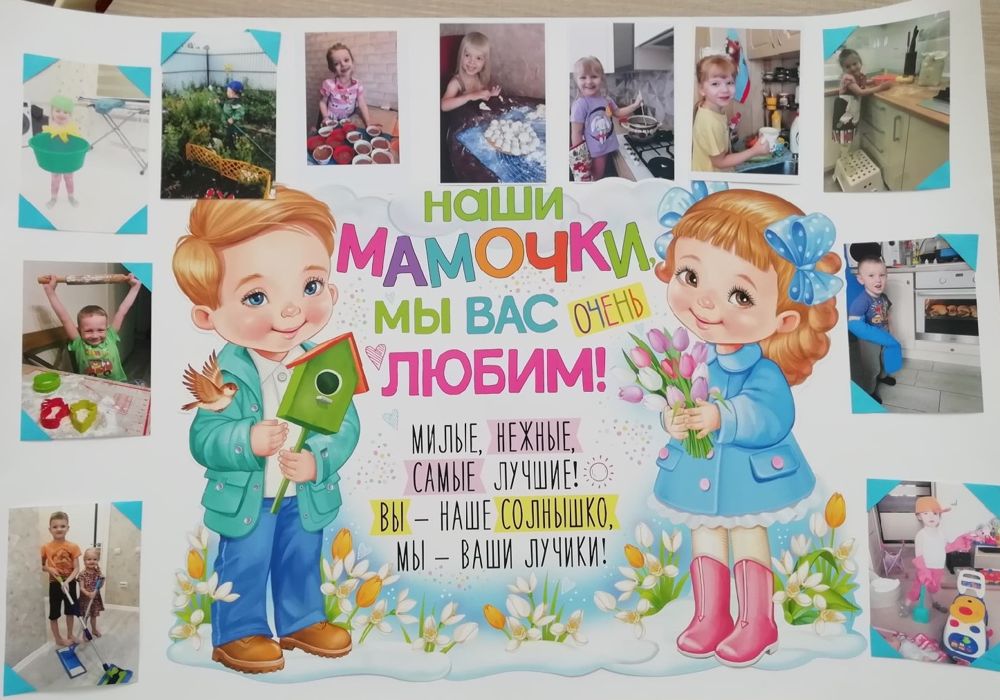 НАШИ
МАМОЧКИ,
МЫ ВАС ОЧЕНЬ
ЛЮБИМ!
МИЛЫЕ, НЕЖНЫЕ,
САМЫЕ ЛУЧШИЕ!
ВЫ – НАШЕ СОЛНЫШКО,
МЫ – ВАШИ ЛУЧИКИ!